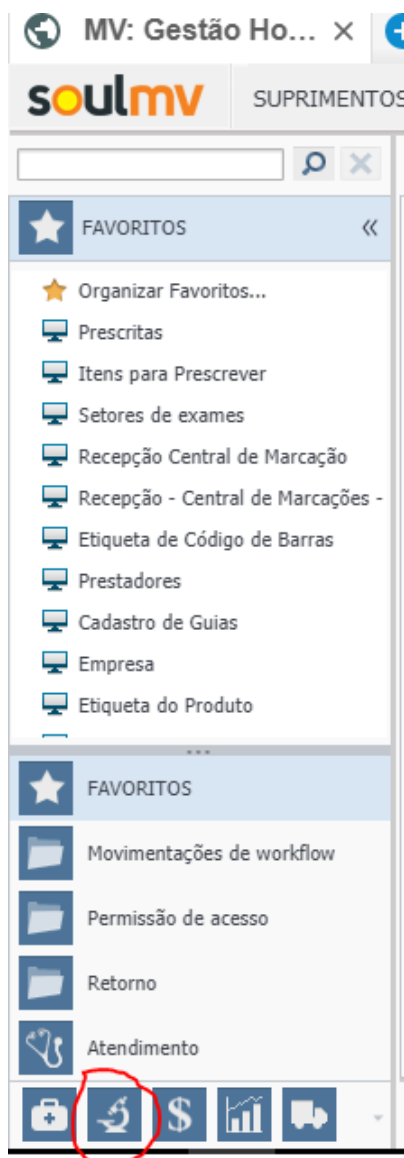 MV: Gestão Ho...
soulmv
SUPRIMENTOS
FAVORITOS
Organizar Favoritos...
Prescritas
Itens para Prescrever
Setores de exames
Recepção Central de Marcação
Recepção - Central de Marcações -
Etiqueta de Código de Barras
Prestadores
Cadastro de Guias
Empresa
Etiqueta do Produto
FAVORITOS
Movimentações de workflow
Permissão de acesso
Retorno
Atendimento